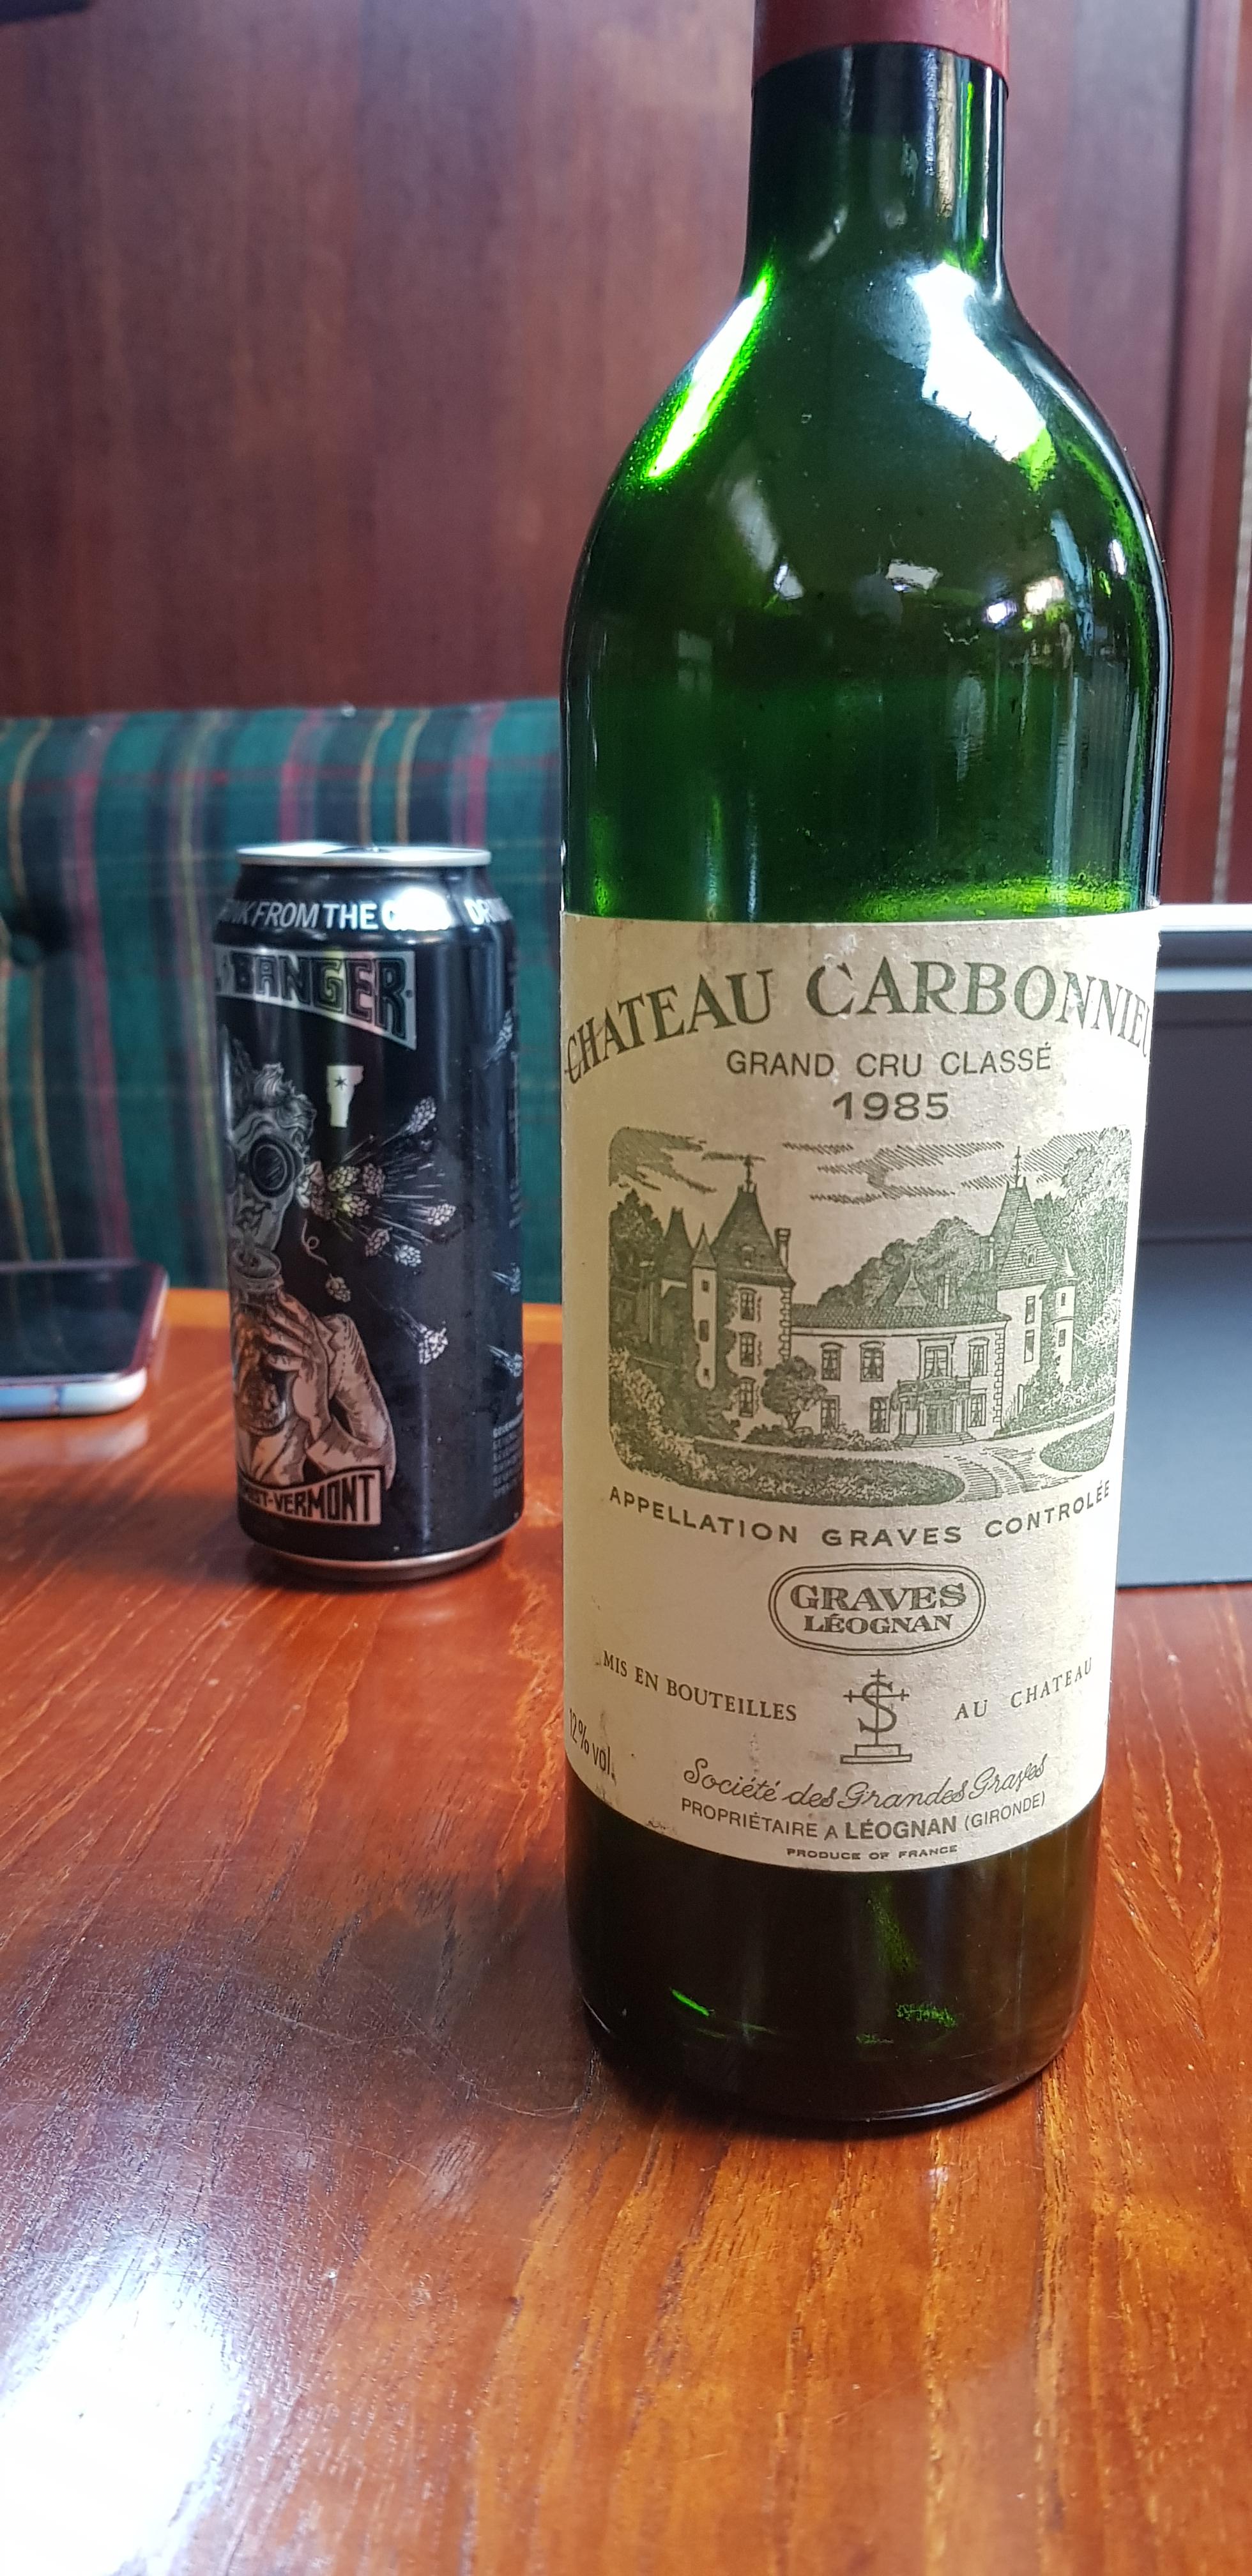 FROM THE
BANGER
VERMONT
CHATEAU CARBONNIEU
GRAND CRU CLASSÉ
1985
APPELLATION GRAVES CONTROLÉE
GRAVES
LÉOGNAN
MIS EN BOUTEILLES AU CHATEAU
12% vol.
Société des Grandes Graves
PROPRIÉTAIRE A LÉOGNAN (GIRONDE)
PRODUCE OF FRANCE